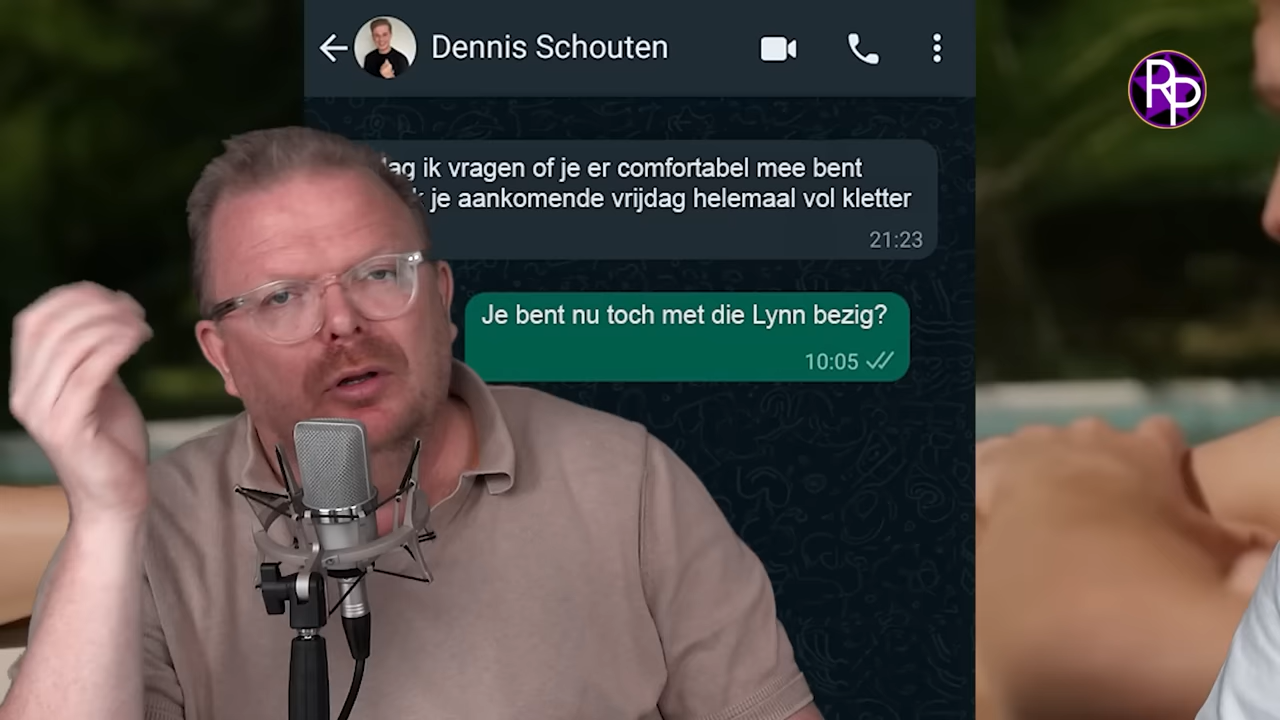 Dennis Schouten
RP
ik vragen of je er comfortabel mee bent
je aankomende vrijdag helemaal vol kletter
21:23
Je bent nu toch met die Lynn bezig?
10:05